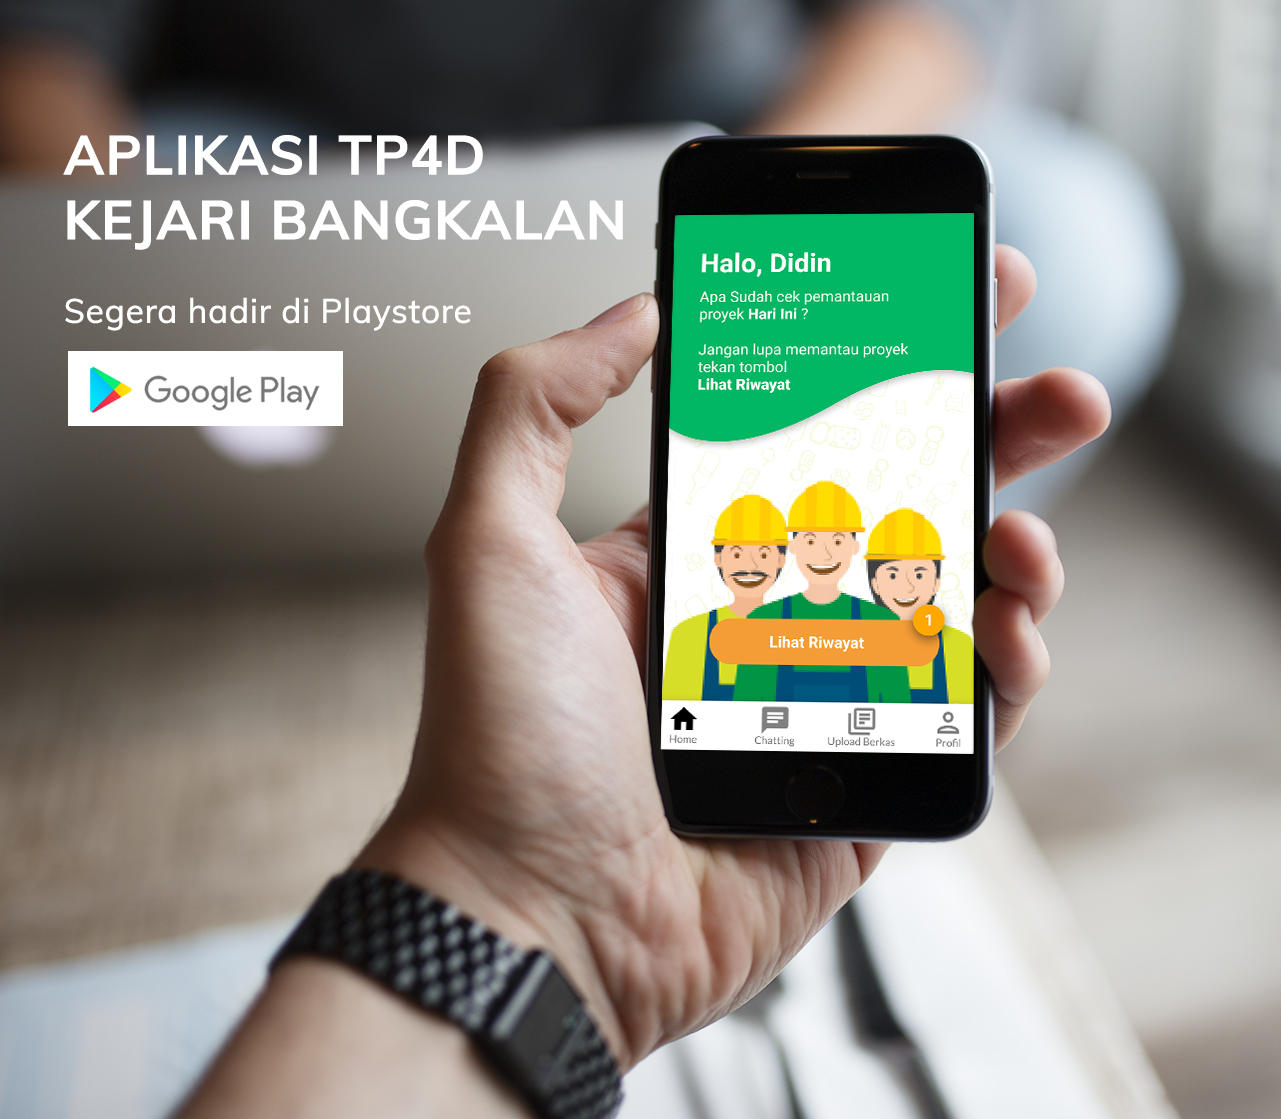 APLIKASI TP4D
KEJARI BANGKALAN
Segera hadir di Playstore
Google Play
Halo, Didin
Apa Sudah cek pemantauan
proyek Hari Ini ?
Jangan lupa memantau proyek
tekan tombol
Lihat Riwayat
1
Lihat Riwayat
Home
Chatting
Upload Berkas
Profil